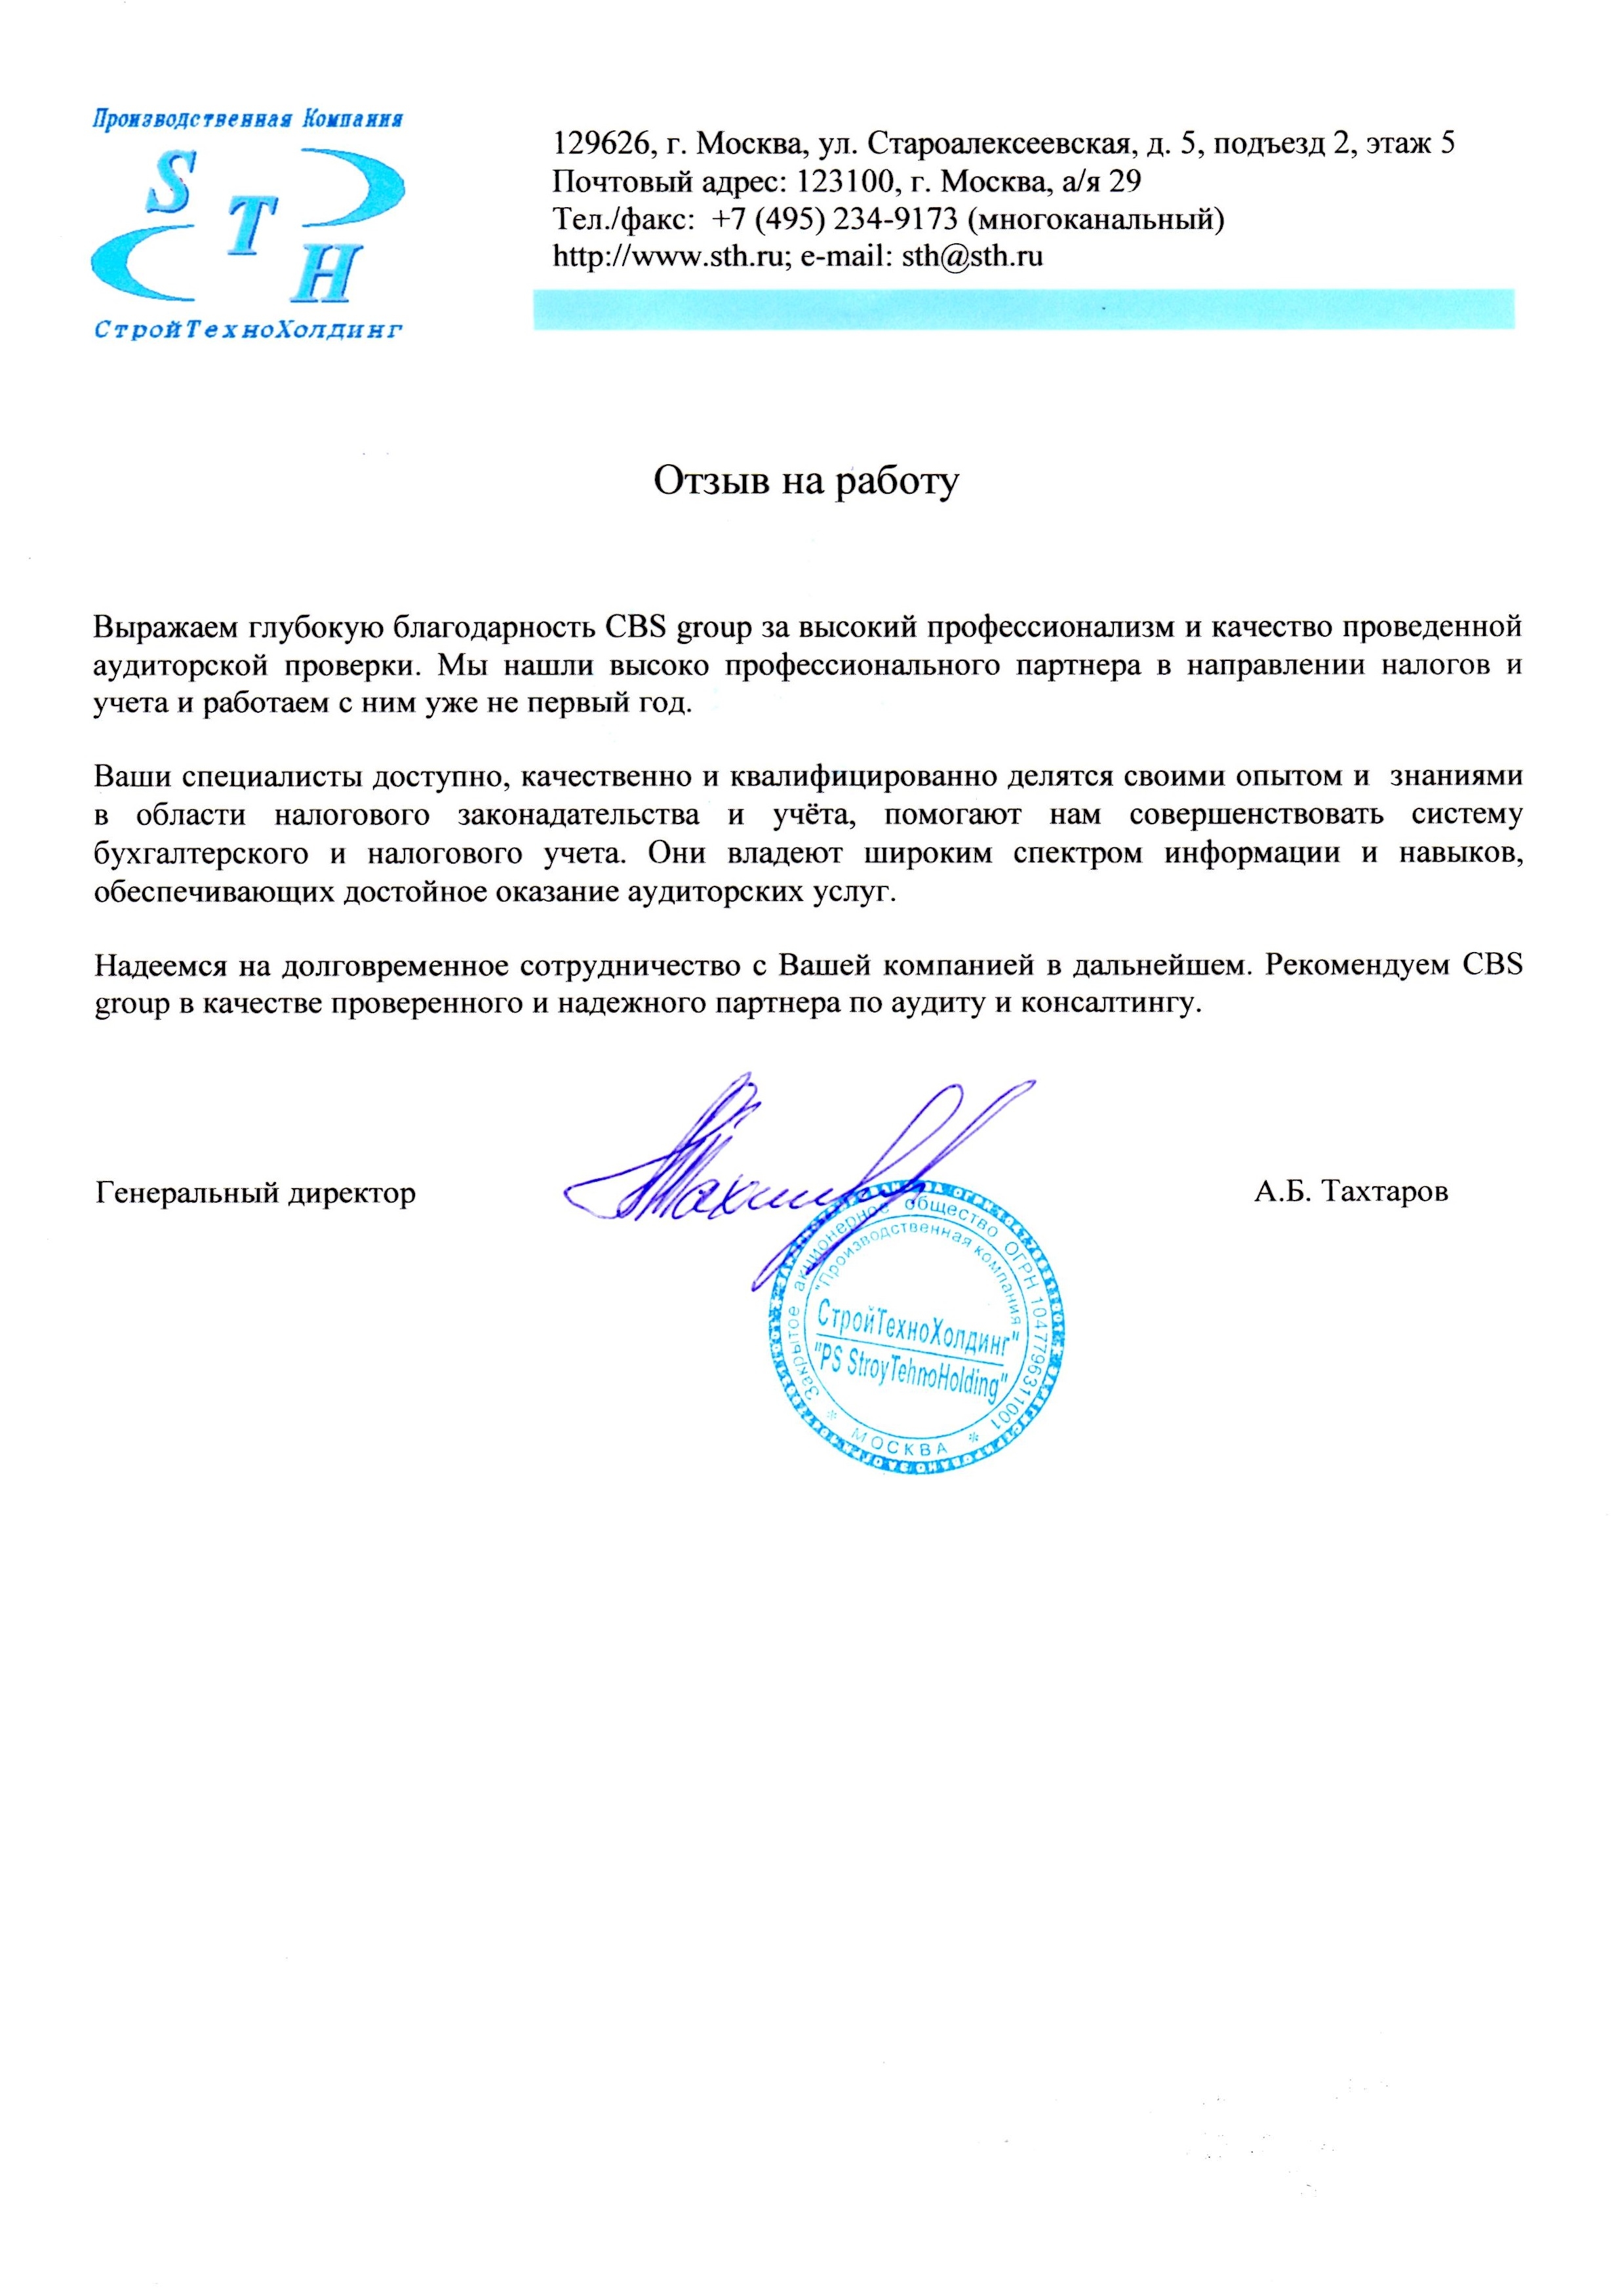 Производственная Компания
S
T
H
СтройТехноХолдинг
129626, г. Москва, ул. Староалексеевская, д. 5, подъезд 2, этаж 5
Почтовый адрес: 123100, г. Москва, а/я 29
Тел./факс: +7 (495) 234-9173 (многоканальный)
http://www.sth.ru; e-mail: sth@sth.ru
Отзыв на работу
Выражаем глубокую благодарность CBS group за высокий профессионализм и качество проведенной
аудиторской проверки. Мы нашли высоко профессионального партнера в направлении налогов и
учета и работаем с ним уже не первый год.
Ваши специалисты доступно, качественно и квалифицированно делятся своими опытом и знаниями
в области налогового законадательства и учёта, помогают нам совершенствовать систему
бухгалтерского и налогового учета. Они владеют широким спектром информации и навыков,
обеспечивающих достойное оказание аудиторских услуг.
Надеемся на долговременное сотрудничество с Вашей компанией в дальнейшем. Рекомендуем CBS
group в качестве проверенного и надежного партнера по аудиту и консалтингу.
Генеральный директор
А.Б. Тахтаров
Закрытое акционерное общество ОГРН 1047796311001
"Производственная компания
СтройТехноХолдинг"
"PS StroyTehnoHolding"
* МОСКВА *